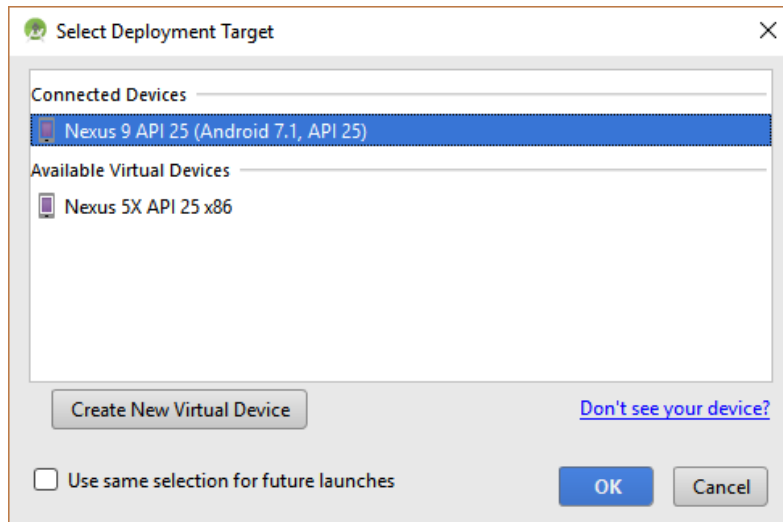 Select Deployment Target
Connected Devices
Nexus 9 API 25 (Android 7.1, API 25)
Available Virtual Devices
Nexus 5X API 25 x86
Create New Virtual Device
Don't see your device?
Use same selection for future launches
OK
Cancel